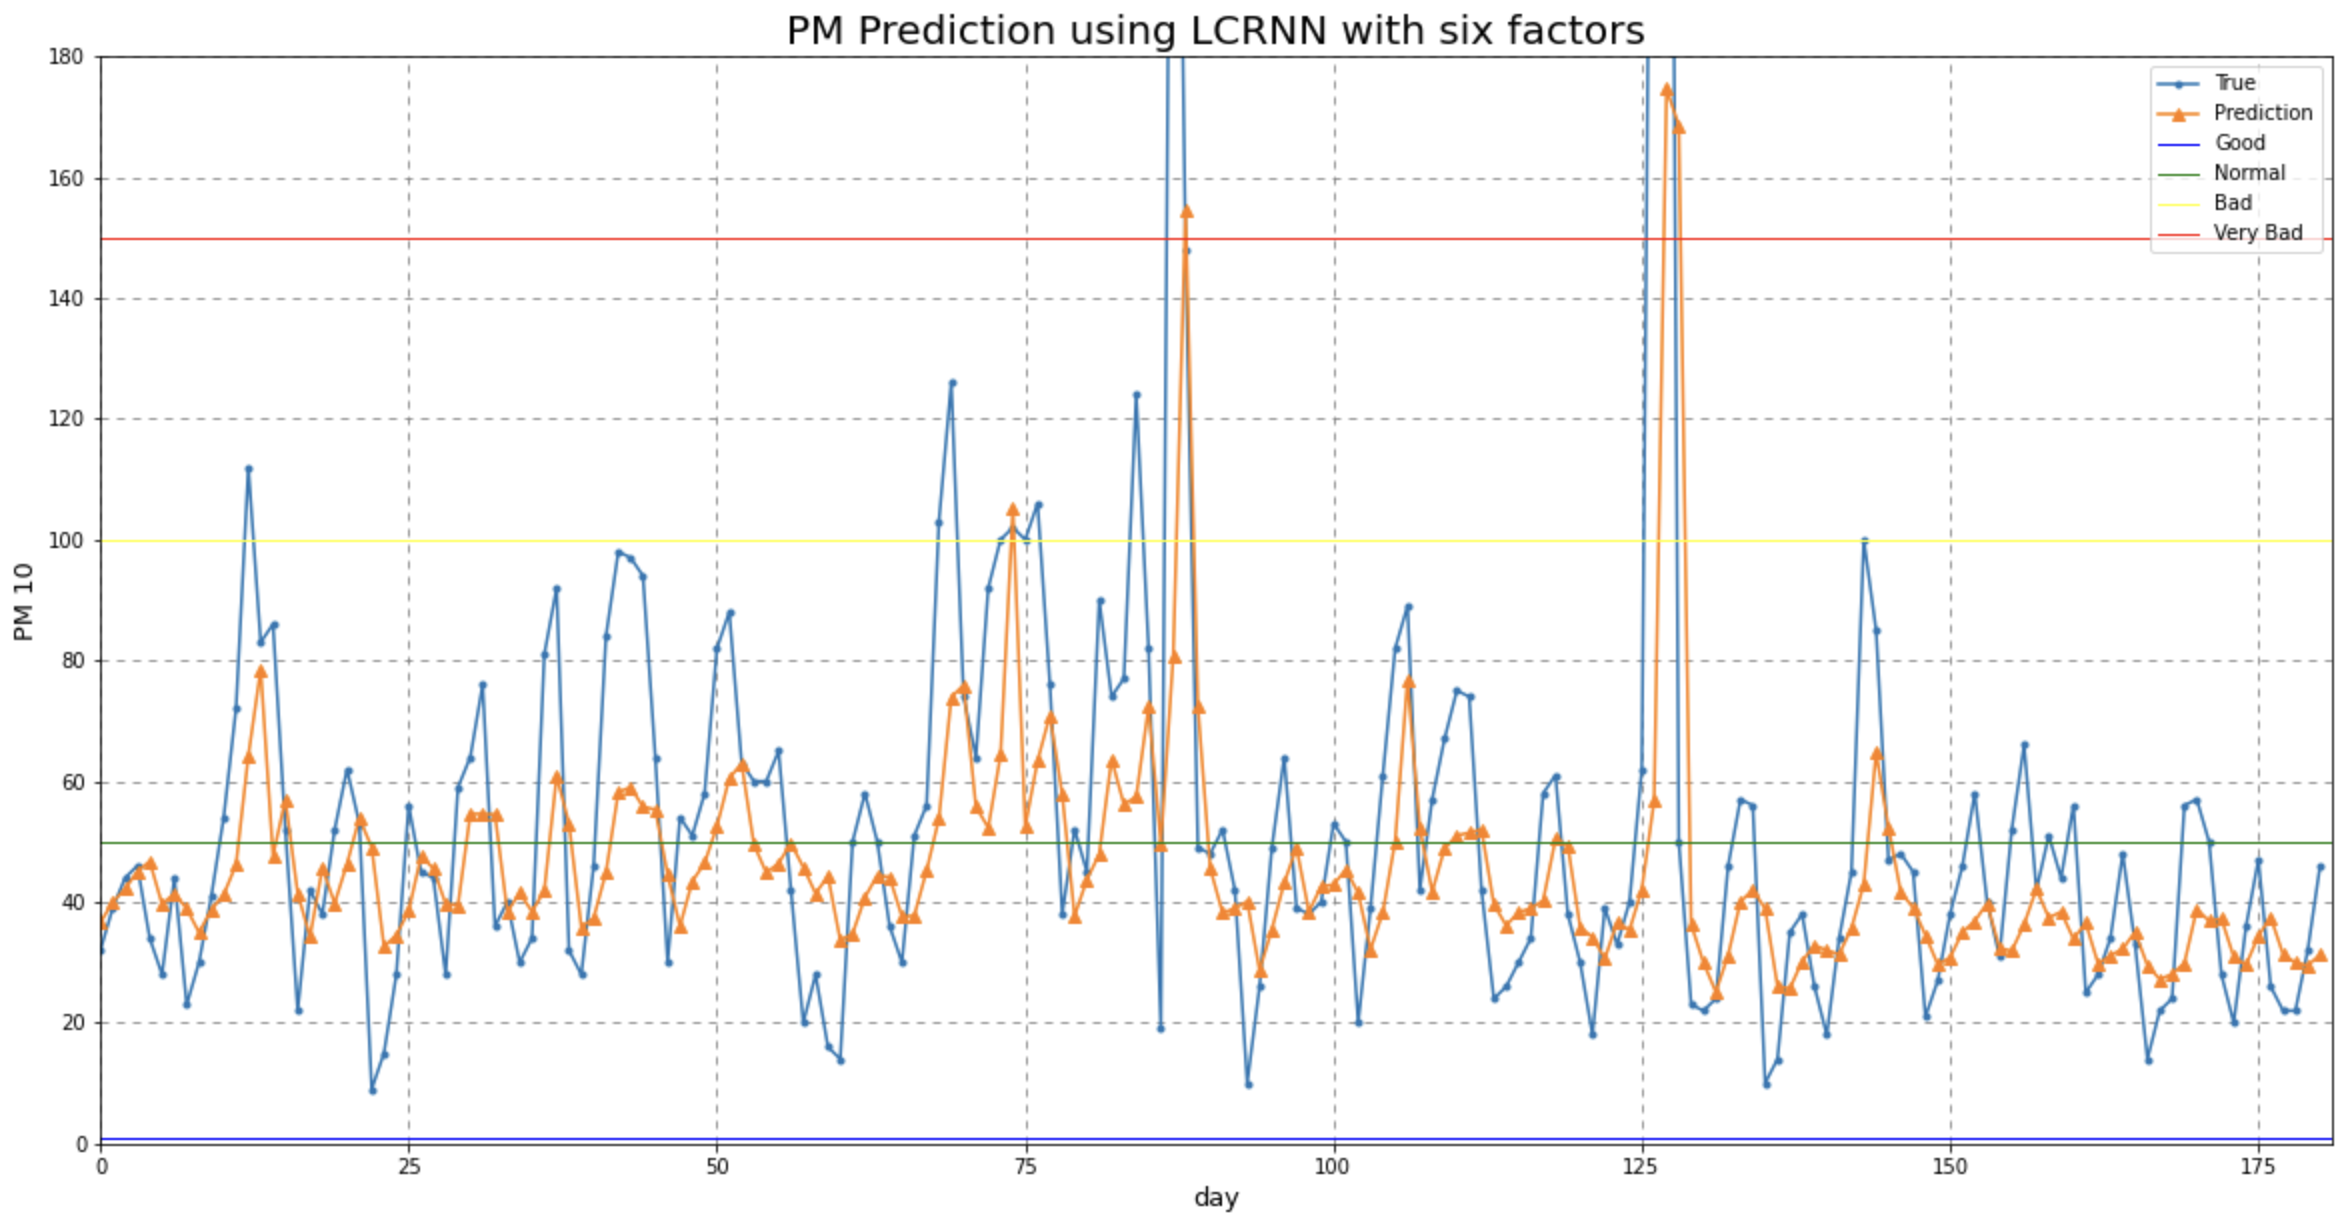 PM Prediction using LCRNN with six factors
180
160
140
120
100
80
60
40
20
0
PM 10
True
Prediction
Good
Normal
Bad
Very Bad
0 25 50 75 100 125 150 175
day